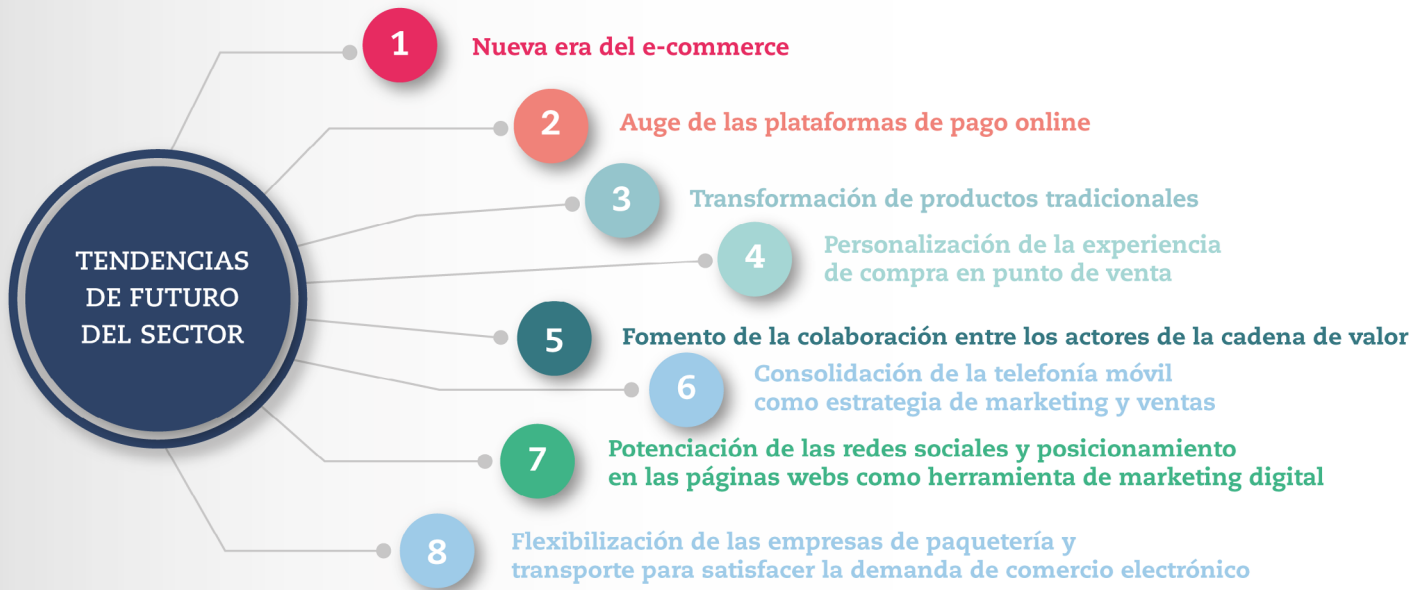 TENDENCIAS
DE FUTURO
DEL SECTOR
1
Nueva era del e-commerce
2
Auge de las plataformas de pago online
3
Transformación de productos tradicionales
4
Personalización de la experiencia
de compra en punto de venta
5
Fomento de la colaboración entre los actores de la cadena de valor
6
Consolidación de la telefonía móvil
como estrategia de marketing y ventas
7
Potenciación de las redes sociales y posicionamiento
en las páginas webs como herramienta de marketing digital
8
Flexibilización de las empresas de paquetería y
transporte para satisfacer la demanda de comercio electrónico